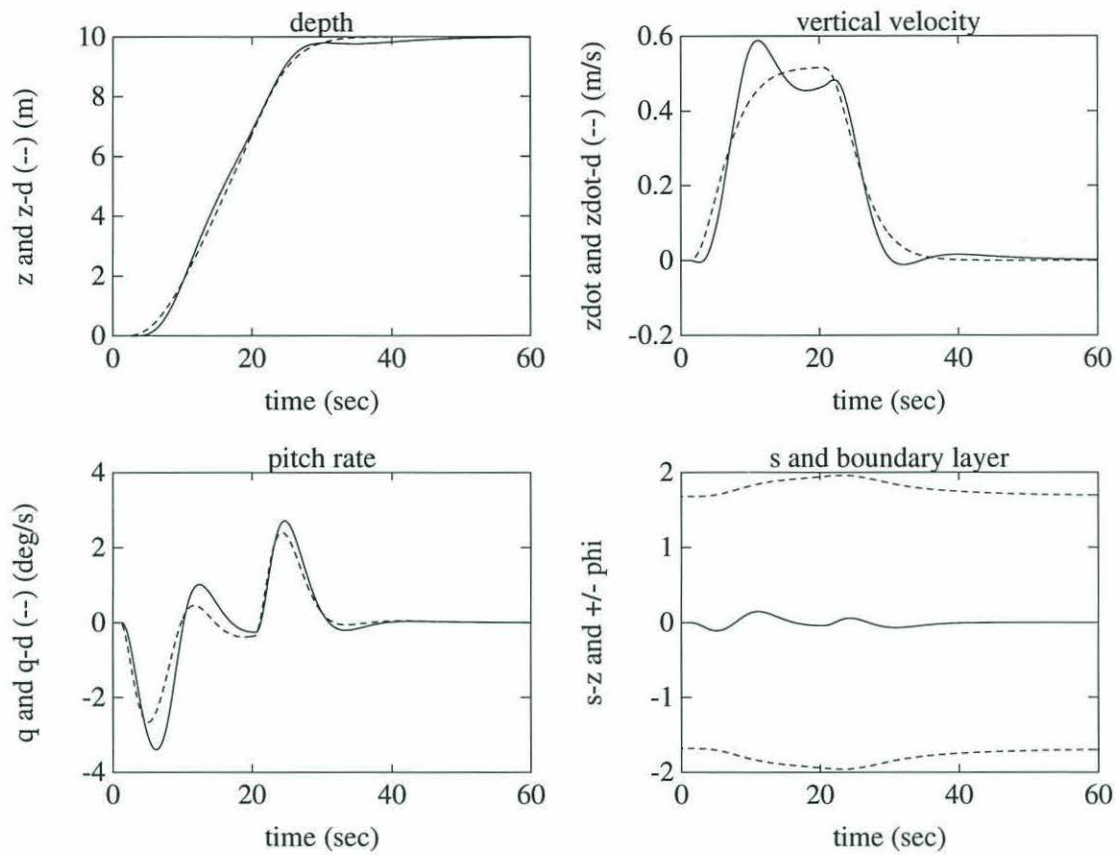 depth
z and z-d (--) (m)
10
8
6
4
2
0
0 20 40 60
time (sec)
vertical velocity
zdot and zdot-d (--) (m/s)
0.6
0.4
0.2
0
-0.2
0 20 40 60
time (sec)
pitch rate
q and q-d (--) (deg/s)
4
2
0
-2
-4
0 20 40 60
time (sec)
s and boundary layer
s-z and +/- phi
2
1
0
-1
-2
0 20 40 60
time (sec)